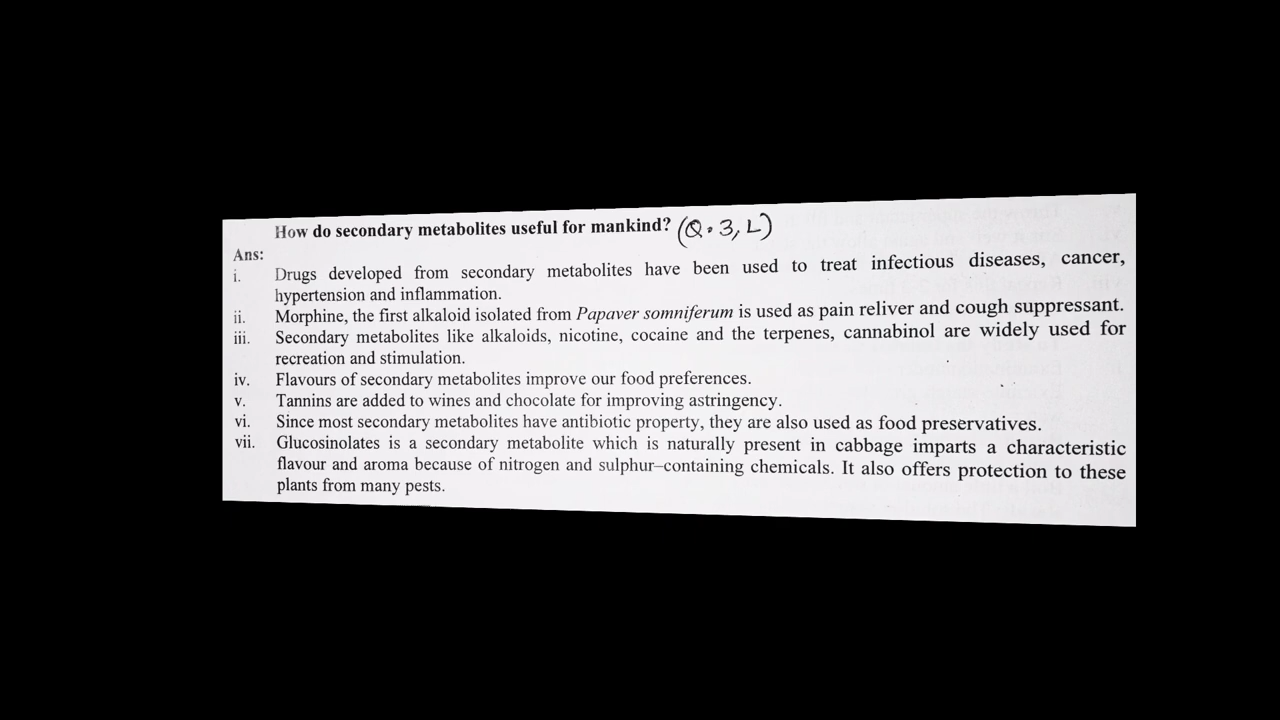 How do secondary metabolites useful for mankind? (Q. 3, L)
Ans:
i. Drugs developed from secondary metabolites have been used to treat infectious diseases, cancer,
hypertension and inflammation.
ii. Morphine, the first alkaloid isolated from Papaver somniferum is used as pain reliver and cough suppressant.
iii. Secondary metabolites like alkaloids, nicotine, cocaine and the terpenes, cannabinol are widely used for
recreation and stimulation.
iv. Flavours of secondary metabolites improve our food preferences.
v. Tannins are added to wines and chocolate for improving astringency.
vi. Since most secondary metabolites have antibiotic property, they are also used as food preservatives.
vii. Glucosinolates is a secondary metabolite which is naturally present in cabbage imparts a characteristic
flavour and aroma because of nitrogen and sulphur–containing chemicals. It also offers protection to these
plants from many pests.